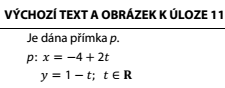 VÝCHOZÍ TEXT A OBRÁZEK K ÚLOZE 11
Je dána přímka p.
p: x = −4 + 2t
y = 1 − t; t ∈ R